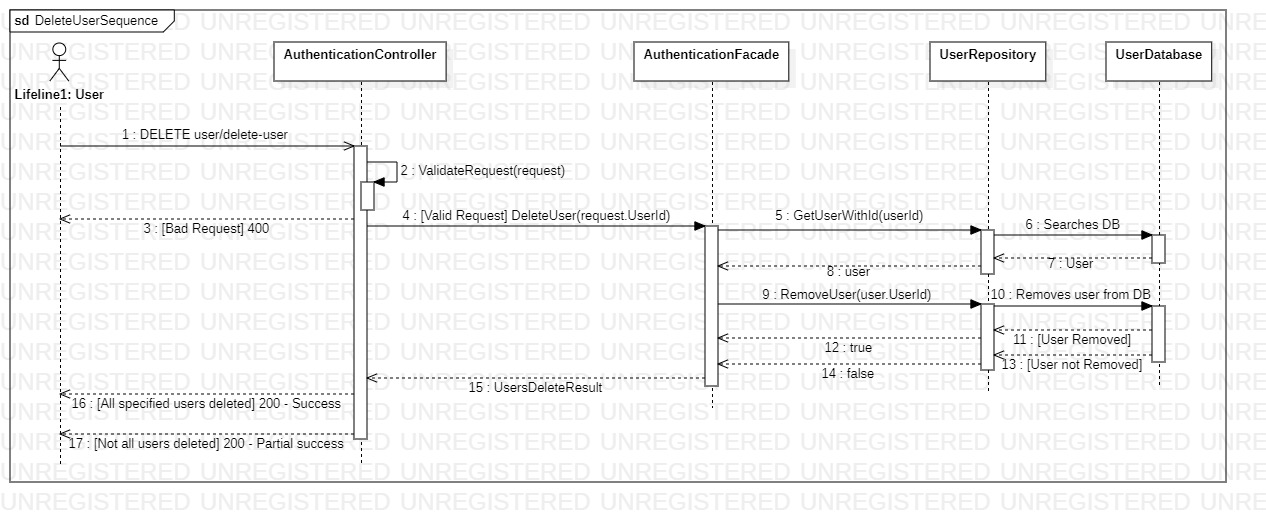 sd DeleteUserSequence
AuthenticationController
AuthenticationFacade
UserRepository
UserDatabase
Lifeline1: User
1 : DELETE user/delete-user
2 : ValidateRequest(request)
3 : [Bad Request] 400
4 : [Valid Request] DeleteUser(request.UserId)
5 : GetUserWithId(userId)
6 : Searches DB
7 : User
8 : user
9 : RemoveUser(user.UserId)
10 : Removes user from DB
11 : [User Removed]
12 : true
13 : [User not Removed]
14 : false
15 : UsersDeleteResult
16 : [All specified users deleted] 200 - Success
17 : [Not all users deleted] 200 - Partial success
UNREGISTERED UNREGISTERED UNREGISTERED UNREGISTERED UNREGISTERED UNREGISTERED